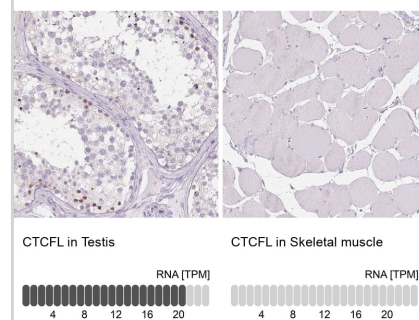 CTCFL in Testis
CTCFL in Skeletal muscle
RNA [TPM]
RNA [TPM]
4 8 12 16 20
4 8 12 16 20